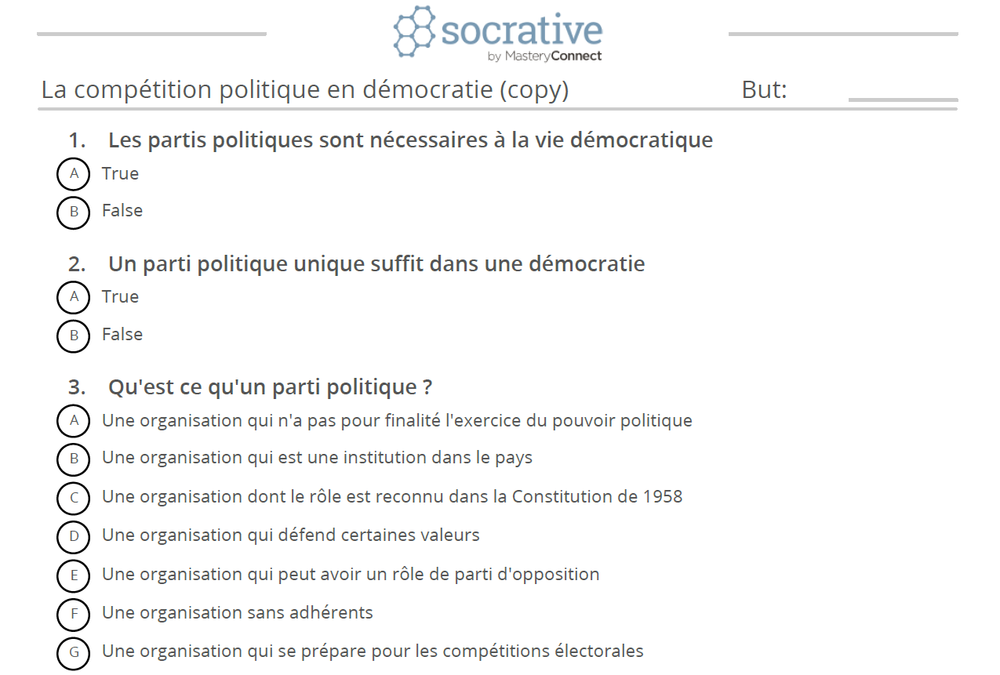 socrative
by MasteryConnect
La compétition politique en démocratie (copy) But:
1. Les partis politiques sont nécessaires à la vie démocratique
A True
B False
2. Un parti politique unique suffit dans une démocratie
A True
B False
3. Qu'est ce qu'un parti politique ?
A Une organisation qui n'a pas pour finalité l'exercice du pouvoir politique
B Une organisation qui est une institution dans le pays
C Une organisation dont le rôle est reconnu dans la Constitution de 1958
D Une organisation qui défend certaines valeurs
E Une organisation qui peut avoir un rôle de parti d'opposition
F Une organisation sans adhérents
G Une organisation qui se prépare pour les compétitions électorales